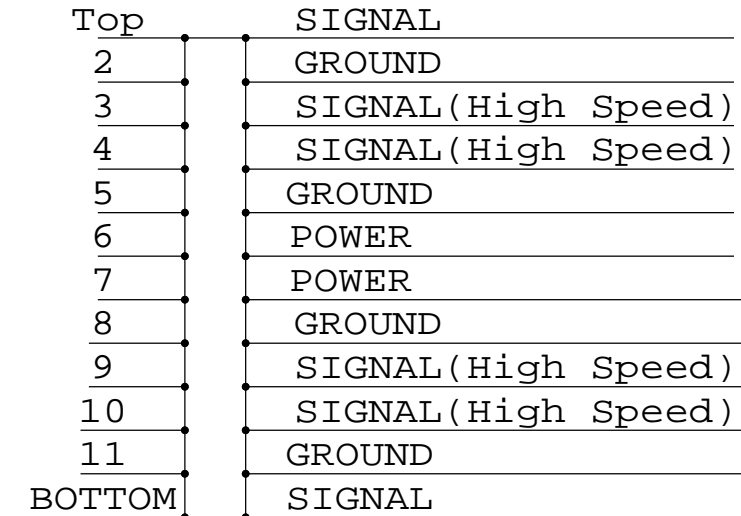 Top SIGNAL
2 GROUND
3 SIGNAL(High Speed)
4 SIGNAL(High Speed)
5 GROUND
6 POWER
7 POWER
8 GROUND
9 SIGNAL(High Speed)
10 SIGNAL(High Speed)
11 GROUND
BOTTOM SIGNAL